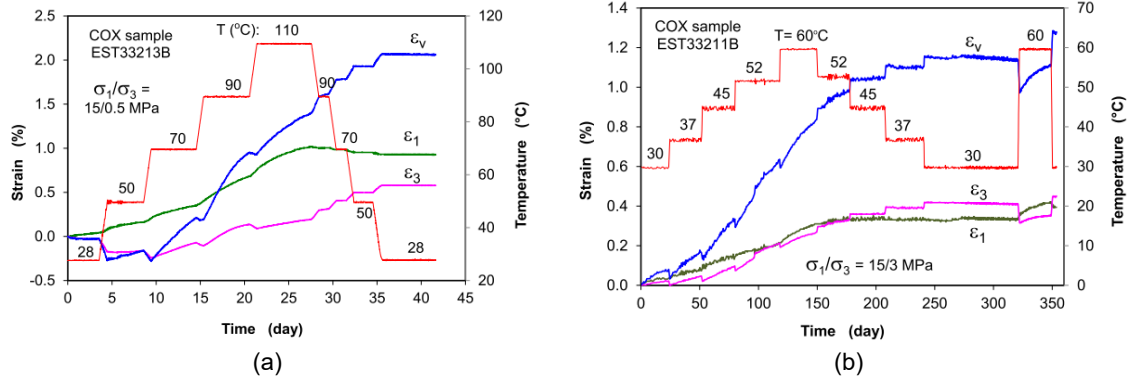 COX sample
EST33213B
T (°C):
σ₁/σ₃ =
15/0.5 MPa
28
50
70
90
110
90
70
50
28
εᵥ
ε₁
ε₃
2.5
2.0
1.5
1.0
0.5
0.0
-0.5
Strain (%)
120
100
80
60
40
20
Temperature (°C)
0 5 10 15 20 25 30 35 40 45
Time (day)
(a)
COX sample
EST33211B
T= 60°C
30
37
45
52
52
45
37
30
60
εᵥ
ε₃
ε₁
σ₁/σ₃ = 15/3 MPa
1.4
1.2
1.0
0.8
0.6
0.4
0.2
0.0
Strain (%)
70
60
50
40
30
20
10
0
Temperature (°C)
0 50 100 150 200 250 300 350
Time (day)
(b)